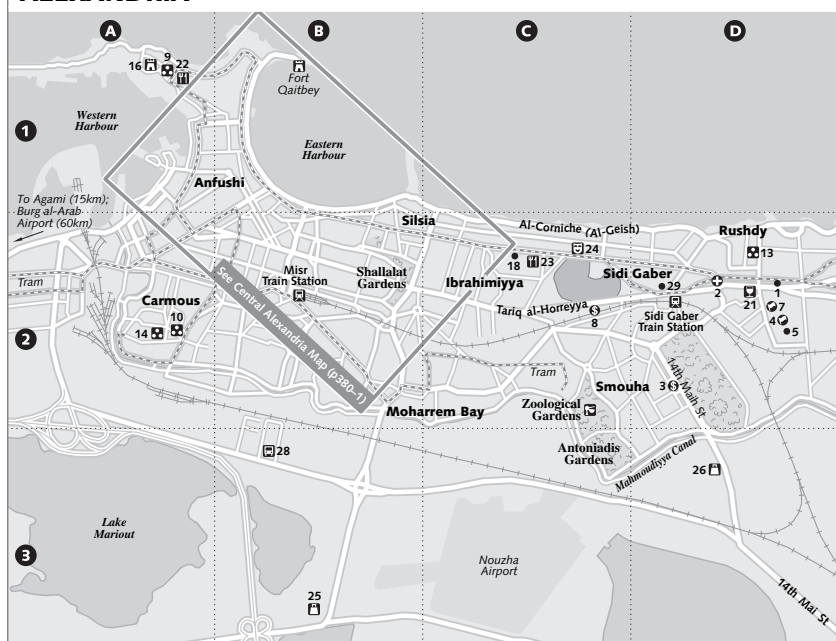 A
B
C
D
1
2
3
16
9
22
Fort
Qaitbey
Western
Harbour
Eastern
Harbour
Anfushi
To Agami (15km);
Burg al-Arab
Airport (60km)
Silsia
Al-Corniche (Al-Geish)
Rushdy
24
13
18
23
Misr
Train Station
Shallalat
Gardens
Ibrahimiyya
Sidi Gaber
29
2
21
1
7
4
5
Tram
Carmous
10
14
See Central Alexandria Map (p380-1)
Tariq al-Horreyya
8
Sidi Gaber
Train Station
Tram
Smouha
3
14th Maih St
Moharrem Bay
Zoological
Gardens
Antoniadis
Gardens
Mahmoudiyya Canal
26
28
Lake
Mariout
Nouzha
Airport
25
14th Mai St